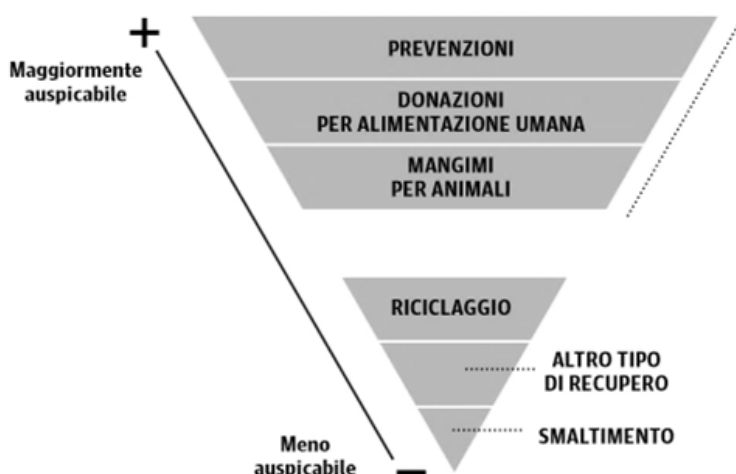 +
Maggiormente
auspicabile
PREVENZIONI
DONAZIONI
PER ALIMENTAZIONE UMANA
MANGIMI
PER ANIMALI
RICICLAGGIO
ALTRO TIPO
DI RECUPERO
SMALTIMENTO
Meno
auspicabile
–